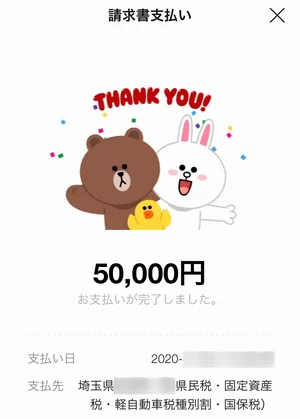 請求書支払い
THANK YOU!
50,000円
お支払いが完了しました。
支払い日 2020-
支払先 埼玉県 県民税・固定資産
税・軽自動車税種別割・国保税）